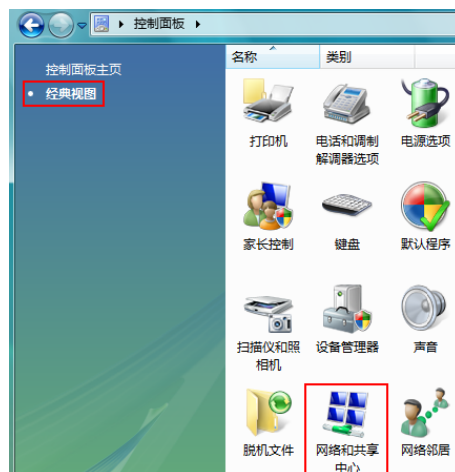 控制面板
名称 类别
控制面板主页
经典视图
打印机 电话和调制 电源选项
解调器选项
家长控制 键盘 默认程序
扫描仪和照 设备管理器 声音
相机
脱机文件 网络和共享 网络邻居
中心